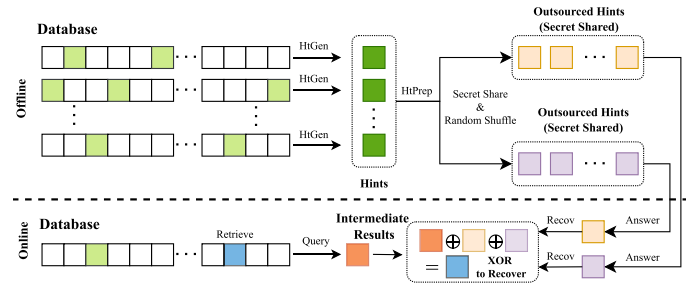 Database
Outsourced Hints
(Secret Shared)
HtGen
HtGen
HtGen
HtPrep
Secret Share
&
Random Shuffle
Outsourced Hints
(Secret Shared)
Hints
Offline
Online
Database
Retrieve
Query
Intermediate
Results
XOR
to Recover
=
Recov
Answer
Recov
Answer